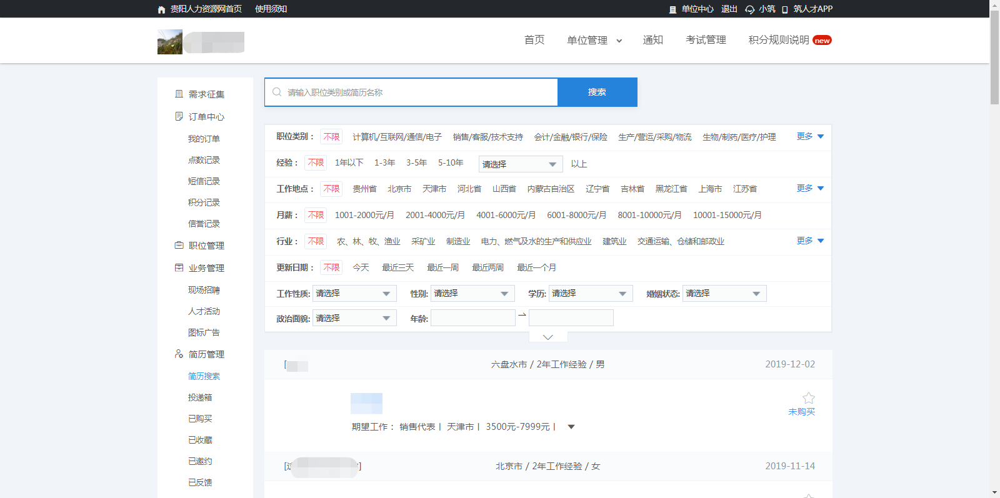 贵阳人力资源网首页 使用须知 单位中心 退出 小筑 筑人才APP
首页 单位管理 通知 考试管理 积分规则说明 new
需求征集
订单中心
我的订单
点数记录
短信记录
积分记录
信誉记录
职位管理
业务管理
现场招聘
人才活动
图标广告
简历管理
简历搜索
投递箱
已购买
已收藏
已邀约
已反馈
请输入职位类别或简历名称 搜索
职位类别： 不限 计算机/互联网/通信/电子 销售/客服/技术支持 会计/金融/银行/保险 生产/营运/采购/物流 生物/制药/医疗/护理 更多
经验： 不限 1年以下 1-3年 3-5年 5-10年 请选择 以上
工作地点： 不限 贵州省 北京市 天津市 河北省 山西省 内蒙古自治区 辽宁省 吉林省 黑龙江省 上海市 江苏省 更多
月薪： 不限 1001-2000元/月 2001-4000元/月 4001-6000元/月 6001-8000元/月 8001-10000元/月 10001-15000元/月
行业： 不限 农、林、牧、渔业 采矿业 制造业 电力、燃气及水的生产和供应业 建筑业 交通运输、仓储和邮政业 更多
更新日期： 不限 今天 最近三天 最近一周 最近两周 最近一个月
工作性质: 请选择 性别: 请选择 学历: 请选择 婚姻状态: 请选择
政治面貌: 请选择 年龄:
[ 六盘水市 / 2年工作经验 / 男 2019-12-02
未购买
期望工作： 销售代表丨 天津市丨 3500元-7999元丨
[ ] 北京市 / 2年工作经验 / 女 2019-11-14